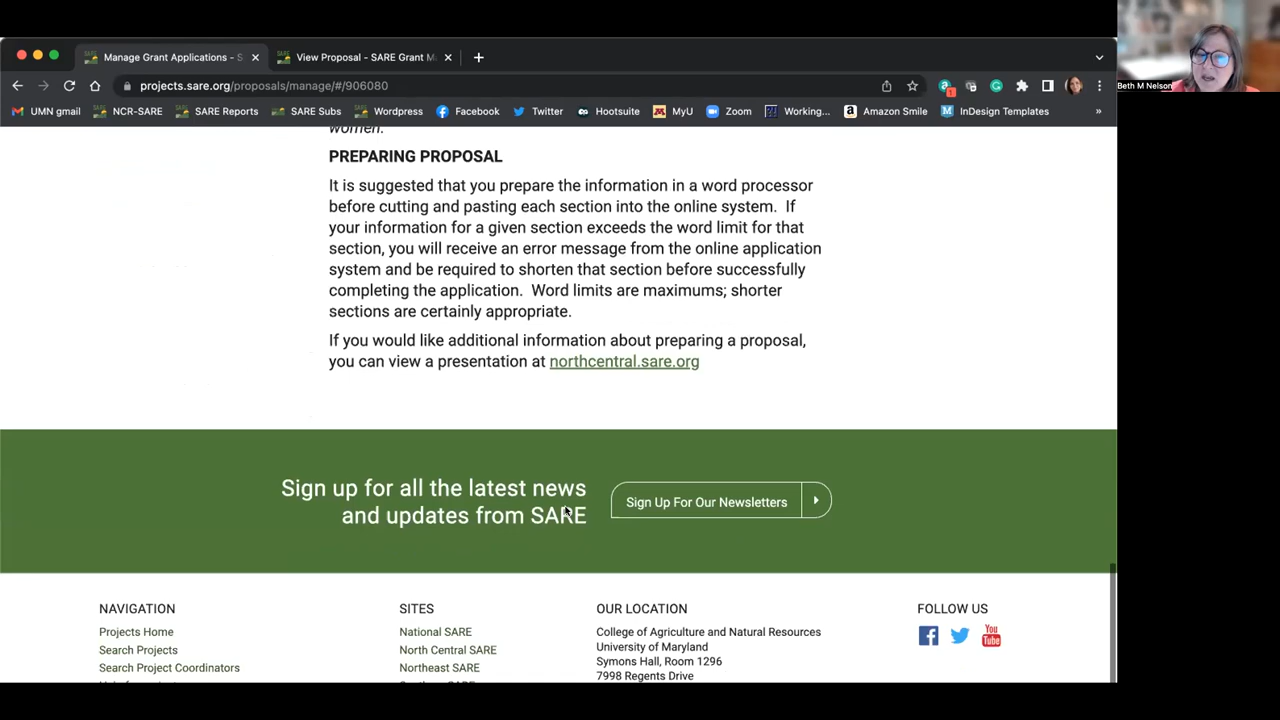 Manage Grant Applications - S
View Proposal - SARE Grant M
projects.sare.org/proposals/manage/#/906080
Beth M Nelson
UMN gmail
NCR-SARE
SARE Reports
SARE Subs
Wordpress
Facebook
Twitter
Hootsuite
MyU
Zoom
Working...
Amazon Smile
InDesign Templates
women.
PREPARING PROPOSAL
It is suggested that you prepare the information in a word processor
before cutting and pasting each section into the online system. If
your information for a given section exceeds the word limit for that
section, you will receive an error message from the online application
system and be required to shorten that section before successfully
completing the application. Word limits are maximums; shorter
sections are certainly appropriate.
If you would like additional information about preparing a proposal,
you can view a presentation at northcentral.sare.org
Sign up for all the latest news
and updates from SARE
Sign Up For Our Newsletters
NAVIGATION
Projects Home
Search Projects
Search Project Coordinators
SITES
National SARE
North Central SARE
Northeast SARE
OUR LOCATION
College of Agriculture and Natural Resources
University of Maryland
Symons Hall, Room 1296
7998 Regents Drive
FOLLOW US
You
Tube